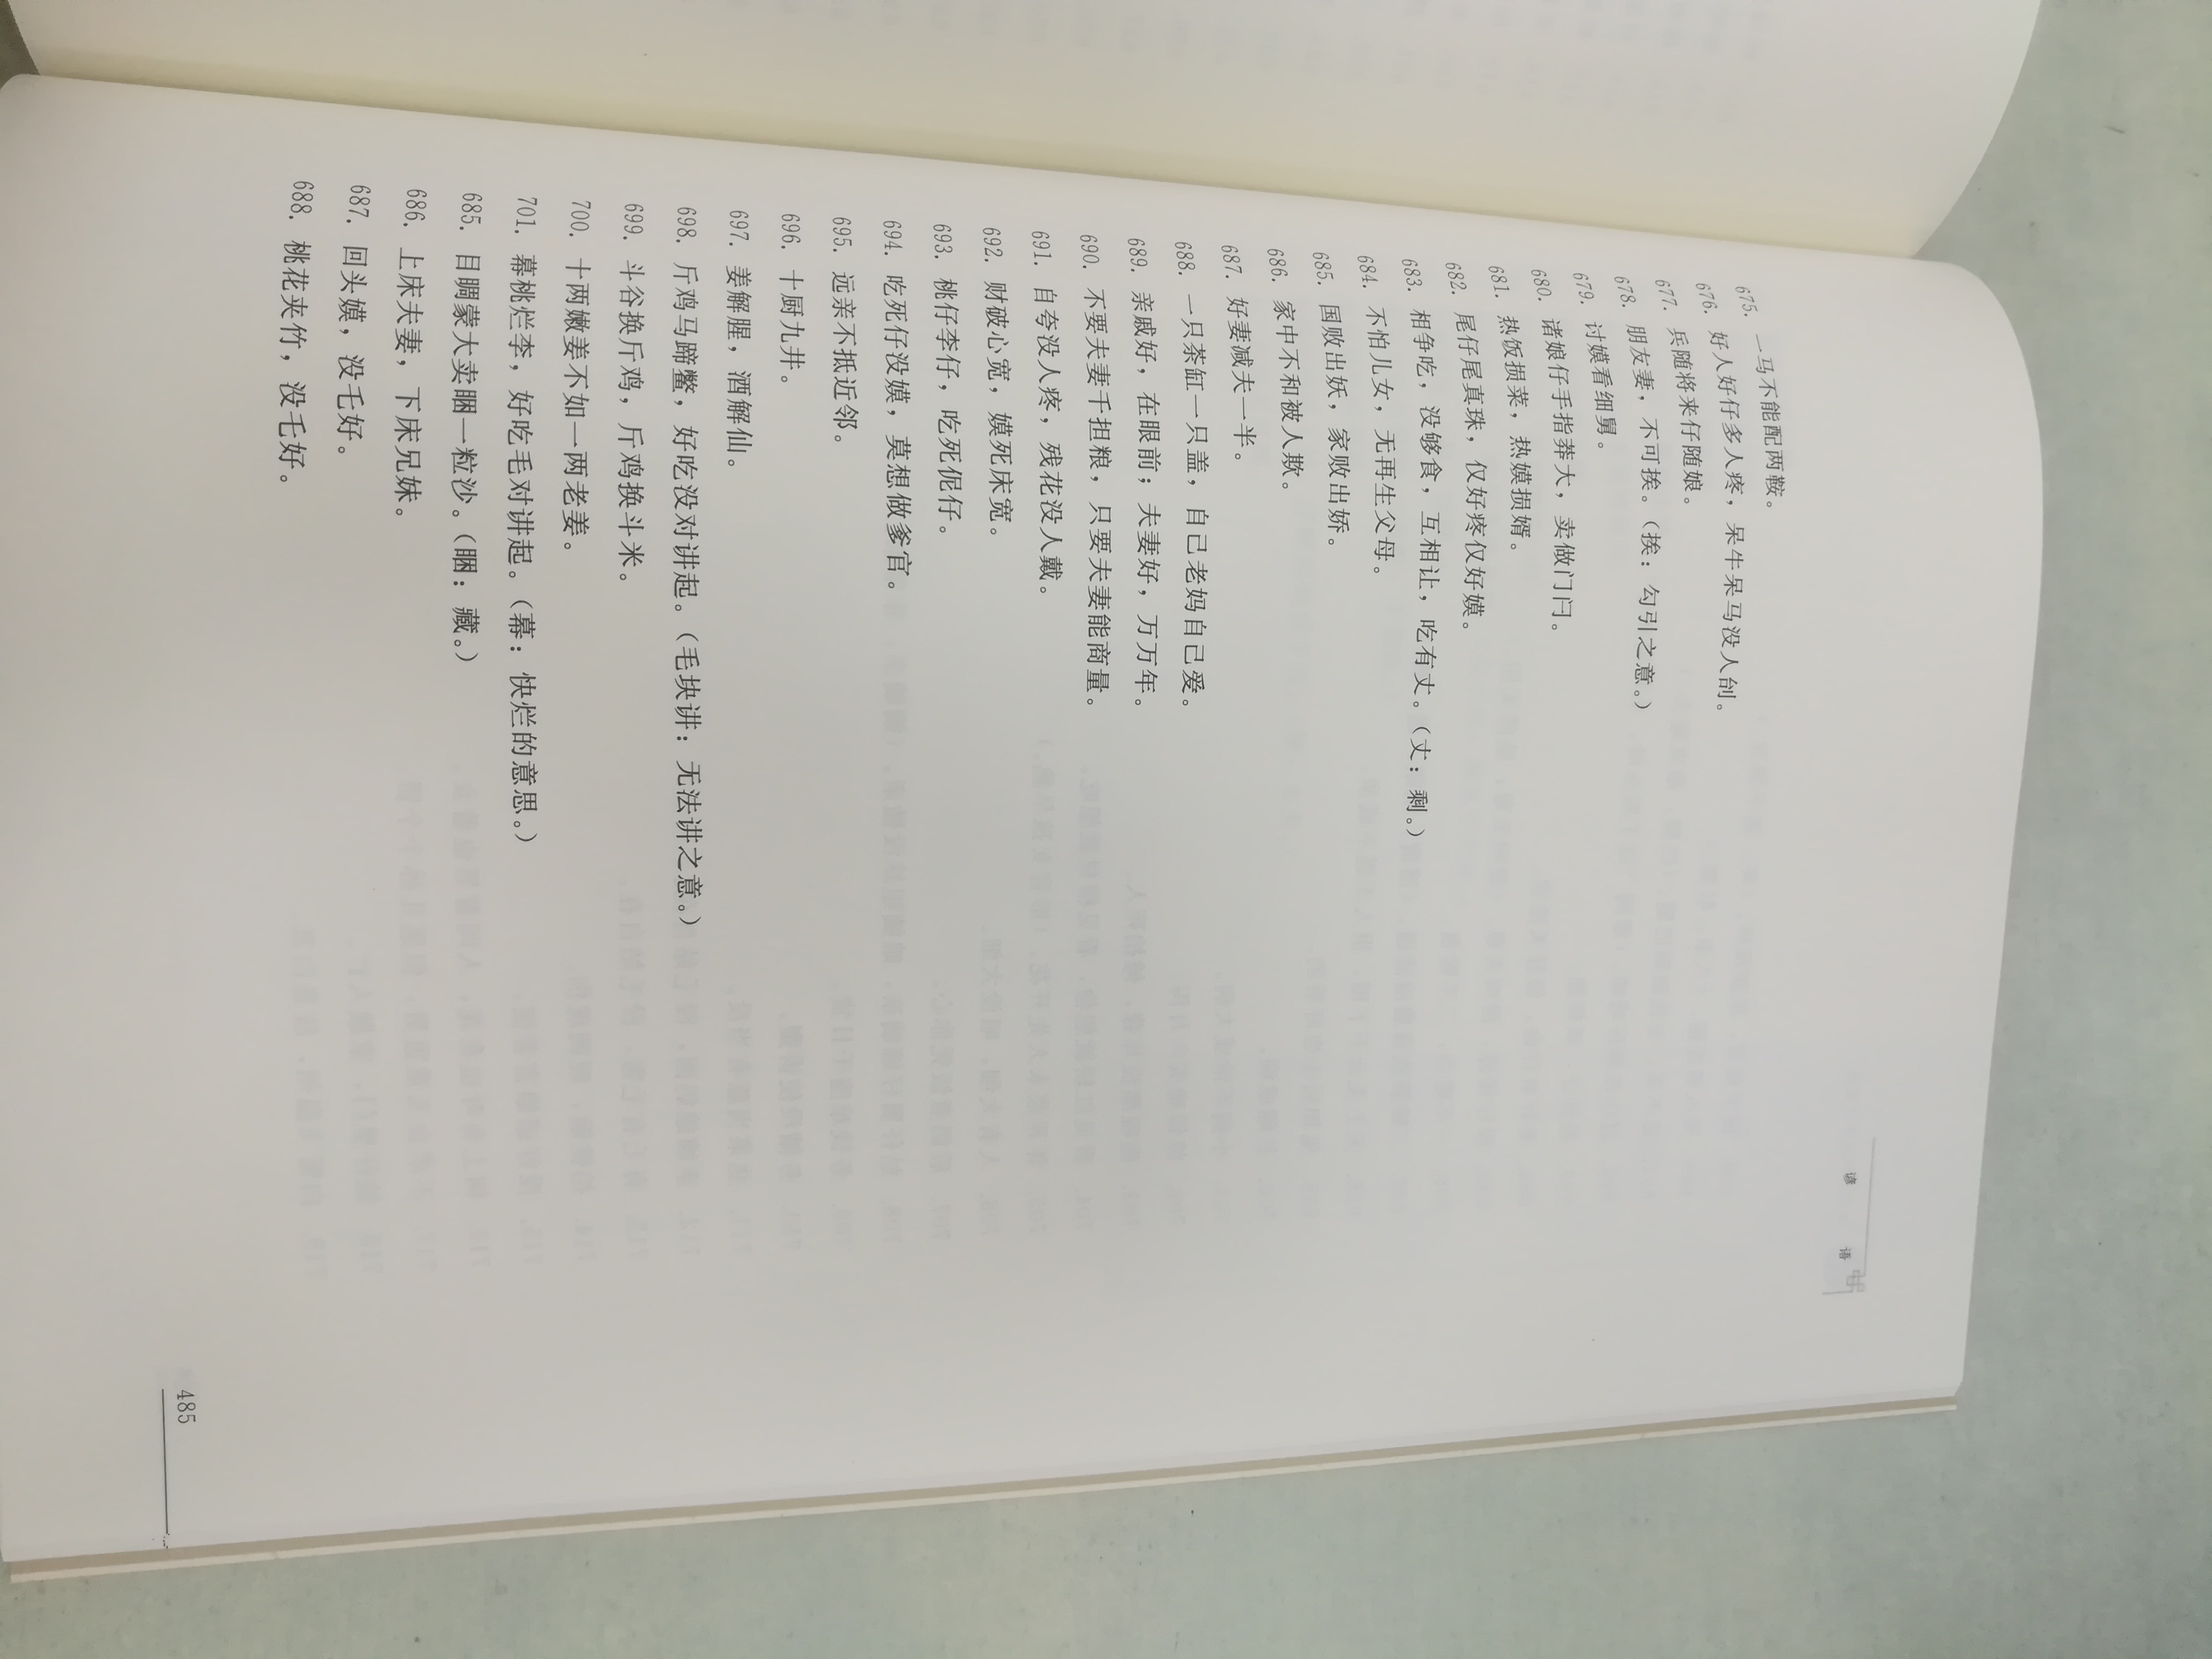 谚 语
675. 一马不能配两鞍。
676. 好人好仔多人疼，呆牛呆马没人刣。
677. 兵随将来仔随娘。
678. 朋友妻，不可挨。（挨：勾引之意。）
679. 讨嫫看细舅。
680. 诸娘仔手指莽大，卖做门闩。
681. 热饭损菜，热嫫损婿。
682. 尾仔尾真珠，仅好疼仅好嫫。
683. 相争吃，没够食，互相让，吃有丈。（丈：剩。）
684. 不怕儿女，无再生父母。
685. 国败出妖，家败出娇。
686. 家中不和被人欺。
687. 好妻减夫一半。
688. 一只茶缸一只盖，自己老妈自己爱。
689. 亲戚好，在眼前；夫妻好，万万年。
690. 不要夫妻千担粮，只要夫妻能商量。
691. 自夸没人疼，残花没人戴。
692. 财破心宽，嫫死床宽。
693. 桃仔李仔，吃死伲仔。
694. 吃死仔没嫫，莫想做爹官。
695. 远亲不抵近邻。
696. 十厨九井。
697. 姜解腥，酒解仙。
698. 斤鸡马蹄鳖，好吃没对讲起。（毛块讲：无法讲之意。）
699. 斗谷换斤鸡，斤鸡换斗米。
700. 十两嫩姜不如一两老姜。
701. 幕桃烂李，好吃毛对讲起。（幕：快烂的意思。）
685. 目睭蒙大卖睏一粒沙。（睏：藏。）
686. 上床夫妻，下床兄妹。
687. 回头嫫，没乇好。
688. 桃花夹竹，没乇好。
485